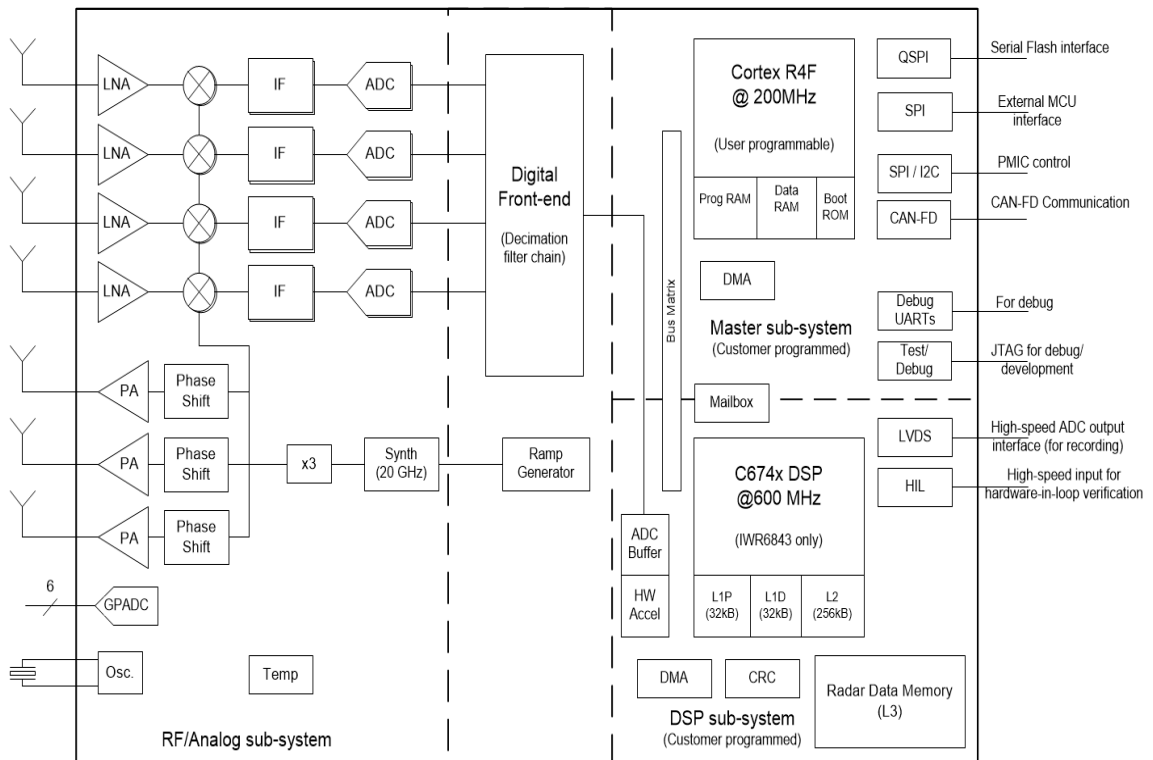 LNA
IF
ADC
LNA
IF
ADC
LNA
IF
ADC
LNA
IF
ADC
PA
Phase
Shift
PA
Phase
Shift
PA
Phase
Shift
x3
Synth
(20 GHz)
6
GPADC
Osc.
Temp
RF/Analog sub-system
Digital
Front-end
(Decimation
filter chain)
Ramp
Generator
Bus Matrix
ADC
Buffer
HW
Accel
Cortex R4F
@ 200MHz
(User programmable)
Prog RAM
Data
RAM
Boot
ROM
DMA
Master sub-system
(Customer programmed)
Mailbox
QSPI
Serial Flash interface
SPI
External MCU
interface
SPI / I2C
PMIC control
CAN-FD
CAN-FD Communication
Debug
UARTs
For debug
Test/
Debug
JTAG for debug/
development
LVDS
High-speed ADC output
interface (for recording)
HIL
High-speed input for
hardware-in-loop verification
C674x DSP
@600 MHz
(IWR6843 only)
L1P
(32kB)
L1D
(32kB)
L2
(256kB)
DMA
CRC
Radar Data Memory
(L3)
DSP sub-system
(Customer programmed)